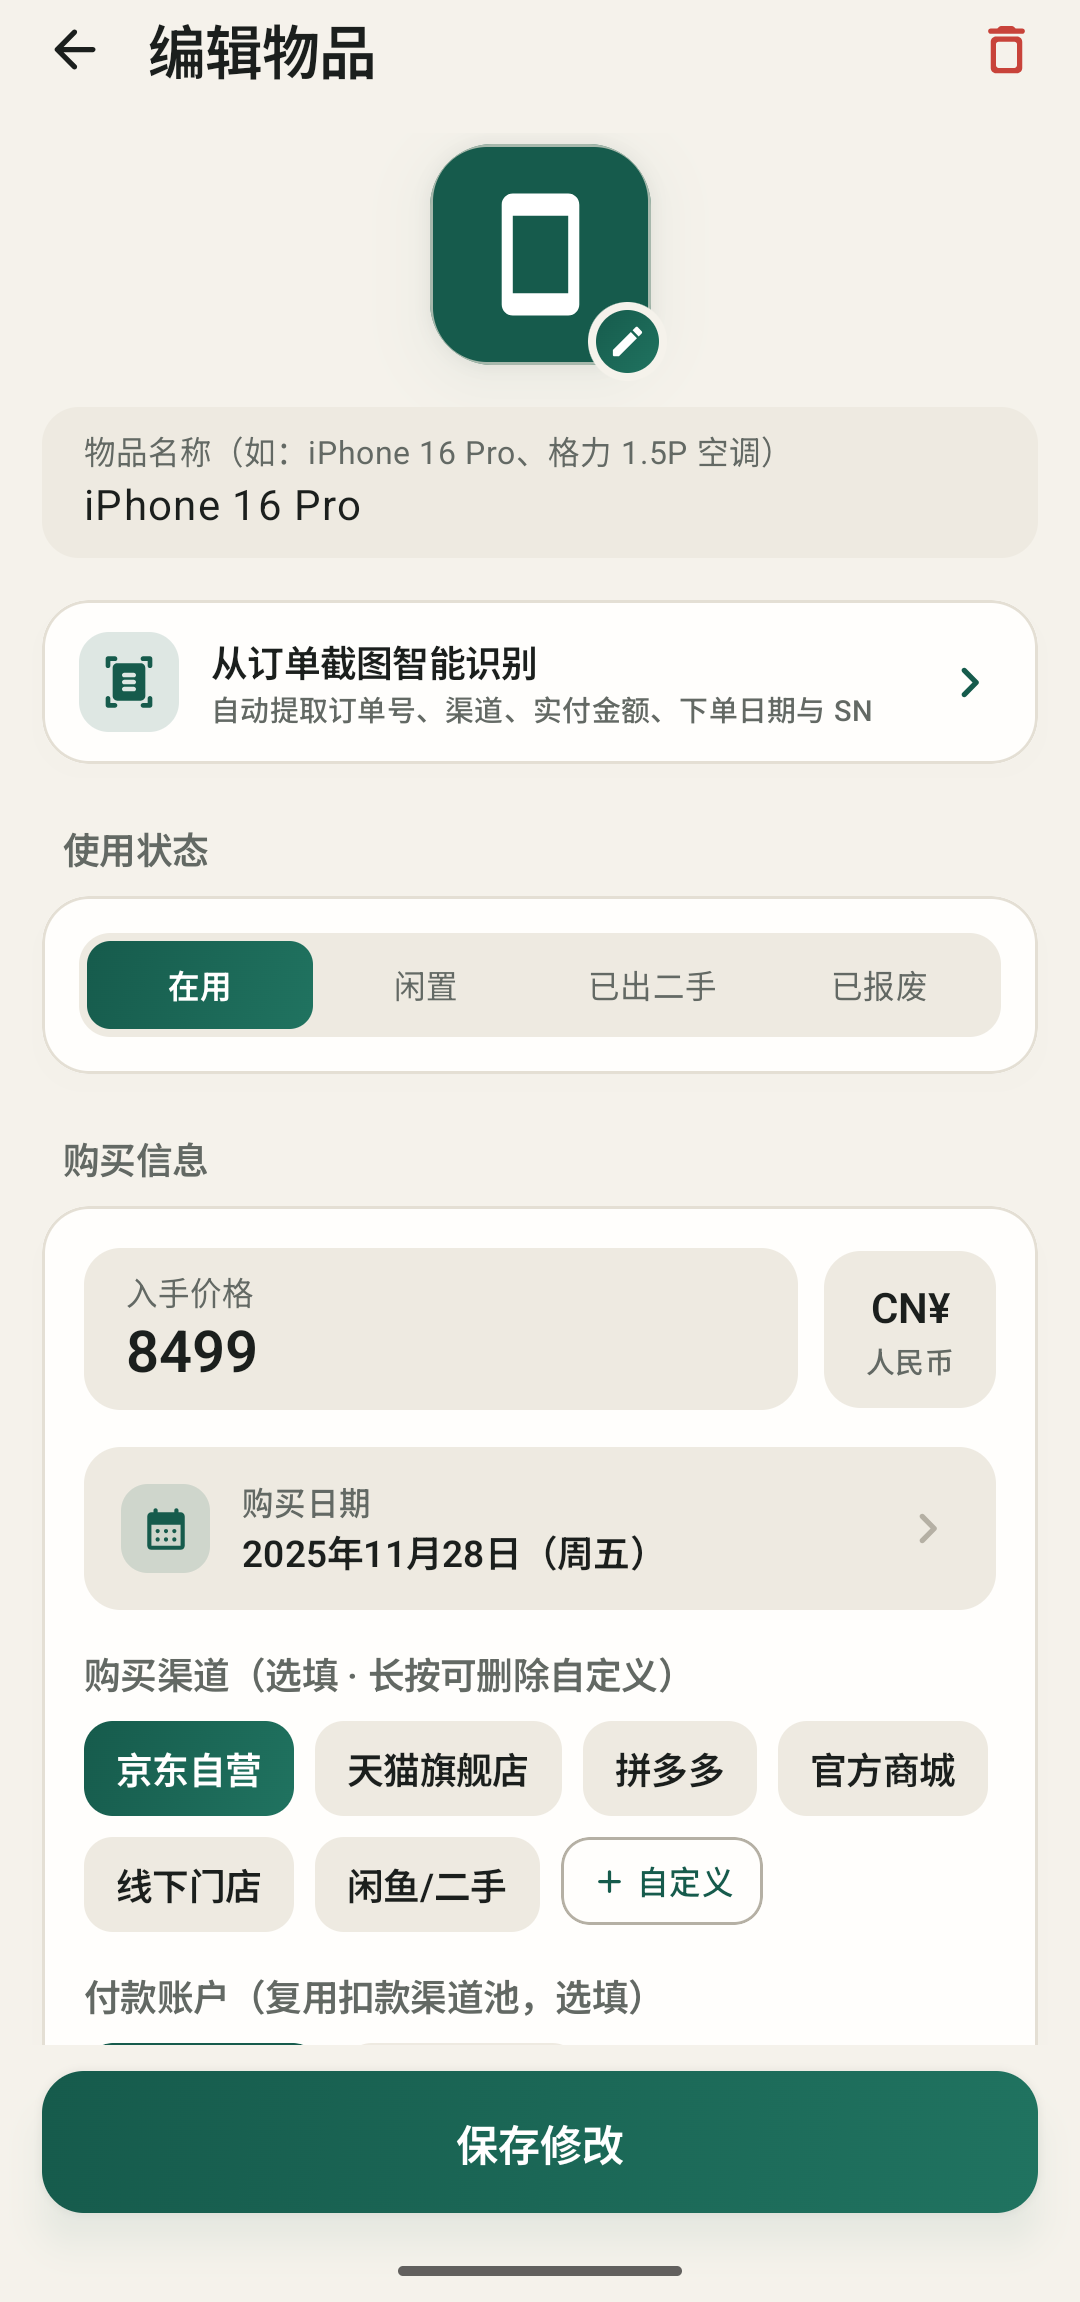 编辑物品
物品名称（如：iPhone 16 Pro、格力 1.5P 空调）
iPhone 16 Pro
从订单截图智能识别
自动提取订单号、渠道、实付金额、下单日期与 SN
使用状态
在用 闲置 已出二手 已报废
购买信息
入手价格
8499
CN¥
人民币
购买日期
2025年11月28日（周五）
购买渠道（选填 · 长按可删除自定义）
京东自营 天猫旗舰店 拼多多 官方商城
线下门店 闲鱼/二手 + 自定义
付款账户（复用扣款渠道池，选填）
保存修改